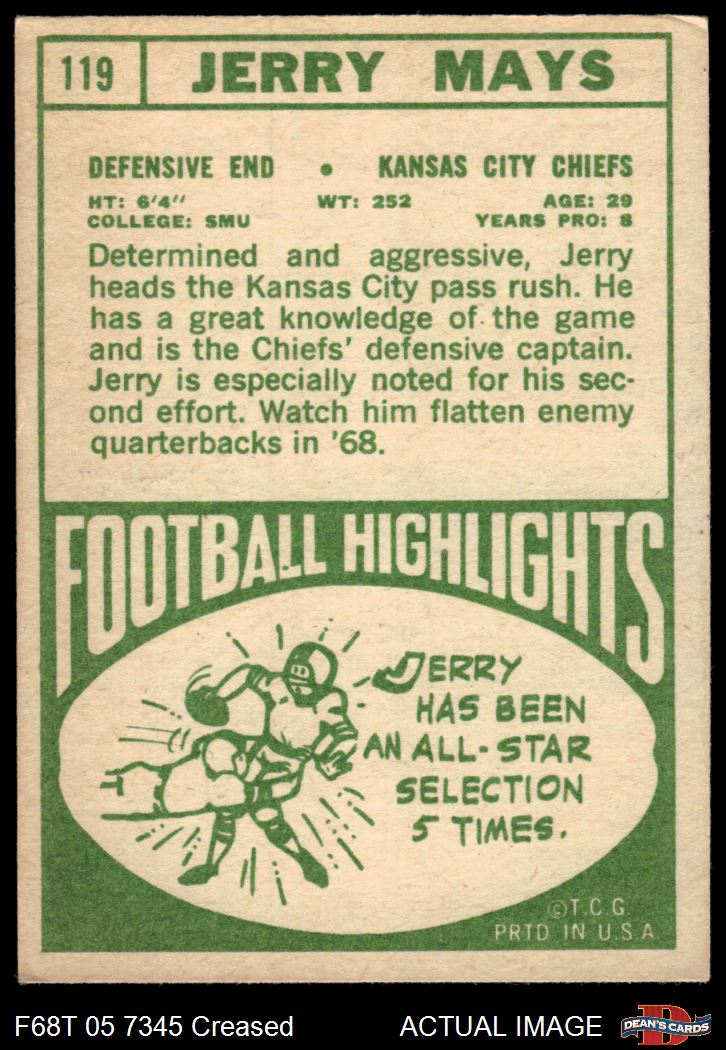 119 JERRY MAYS
DEFENSIVE END • KANSAS CITY CHIEFS
HT: 6'4" WT: 252 AGE: 29
COLLEGE: SMU YEARS PRO: 8
Determined and aggressive, Jerry
heads the Kansas City pass rush. He
has a great knowledge of the game
and is the Chiefs' defensive captain.
Jerry is especially noted for his sec-
ond effort. Watch him flatten enemy
quarterbacks in '68.
FOOTBALL HIGHLIGHTS
JERRY
HAS BEEN
AN ALL-STAR
SELECTION
5 TIMES.
©T.C.G.
PRTD IN U.S.A
F68T 05 7345 Creased ACTUAL IMAGE D DEAN'S CARDS